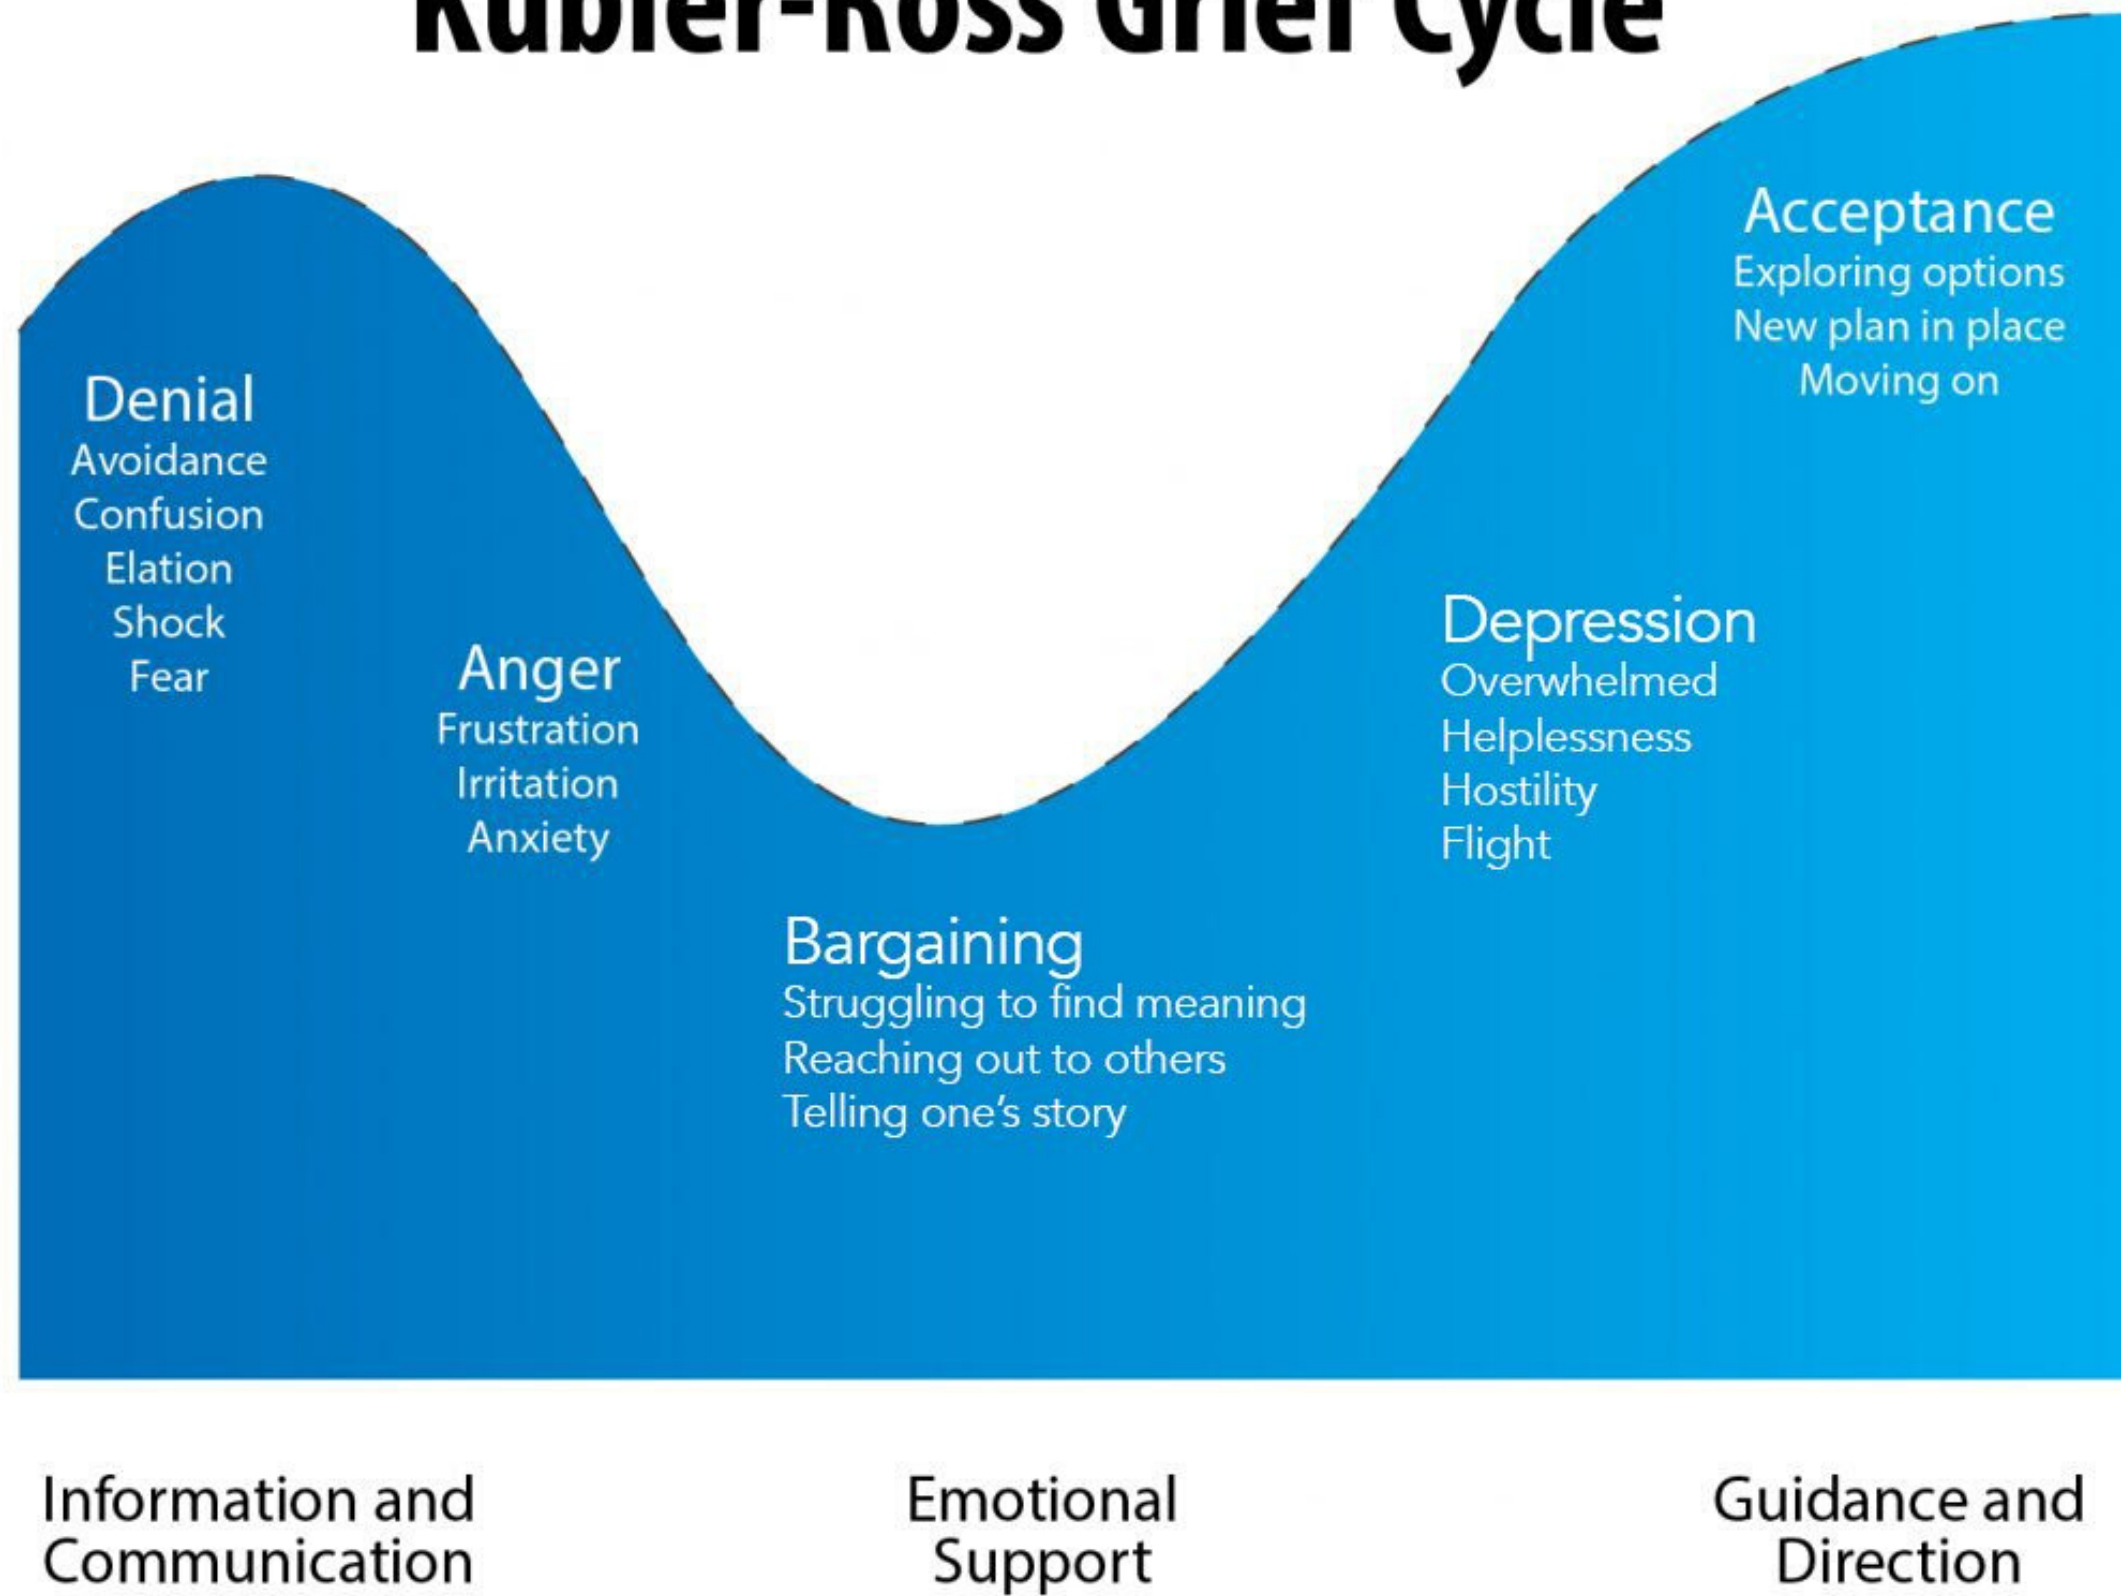 Kubler-Ross Grief Cycle
Denial
Avoidance
Confusion
Elation
Shock
Fear
Anger
Frustration
Irritation
Anxiety
Bargaining
Struggling to find meaning
Reaching out to others
Telling one’s story
Depression
Overwhelmed
Helplessness
Hostility
Flight
Acceptance
Exploring options
New plan in place
Moving on
Information and
Communication
Emotional
Support
Guidance and
Direction